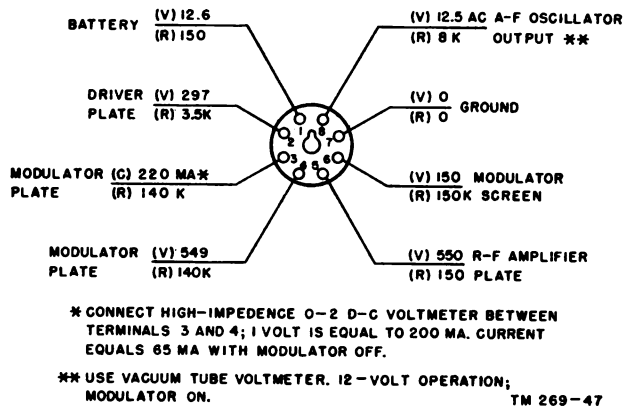 BATTERY (V) 12.6
(R) 150
(V) 12.5 AC A-F OSCILLATOR
(R) 8 K OUTPUT **
DRIVER (V) 297
PLATE (R) 3.5K
(V) 0
(R) 0 GROUND
1 8
2 7
3 6
4 5
MODULATOR (C) 220 MA*
PLATE (R) 140 K
(V) 150 MODULATOR
(R) 150K SCREEN
MODULATOR (V) 549
PLATE (R) 140K
(V) 550 R-F AMPLIFIER
(R) 150 PLATE
* CONNECT HIGH-IMPEDENCE 0-2 D-C VOLTMETER BETWEEN
TERMINALS 3 AND 4; 1 VOLT IS EQUAL TO 200 MA. CURRENT
EQUALS 65 MA WITH MODULATOR OFF.
** USE VACUUM TUBE VOLTMETER. 12-VOLT OPERATION;
MODULATOR ON.
TM 269-47